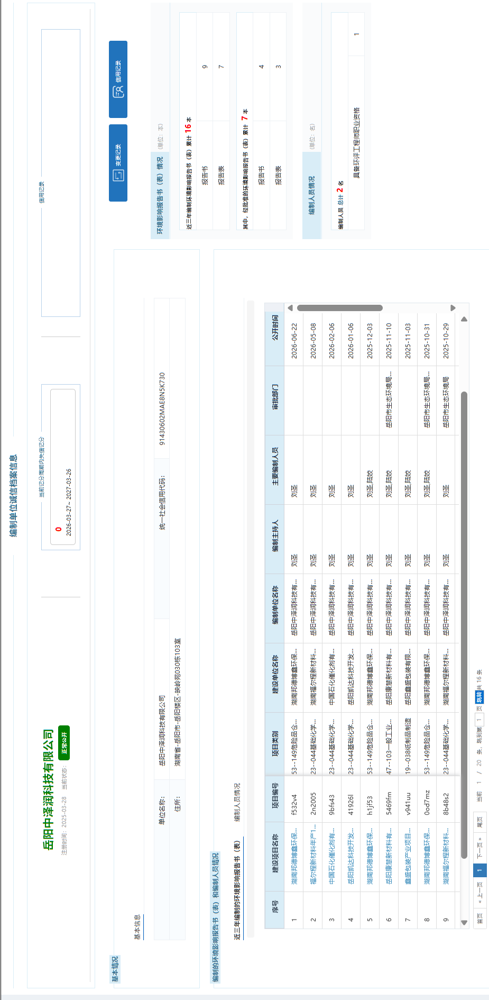 编制单位诚信档案信息
岳阳中泽润科技有限公司
注册时间：2025-03-28 当前状态： 正常公开
当前记分周期内失信记分
0
2026-03-27~ 2027-03-26
信用记录
变更记录 信用记录
基本情况
基本信息
单位名称： 岳阳中泽润科技有限公司 统一社会信用代码： 91430602MAE8N5K730
住所： 湖南省-岳阳市-岳阳楼区-映岭苑030栋103室
编制的环境影响报告书（表）和编制人员情况
近三年编制的环境影响报告书（表） 编制人员情况
序号 建设项目名称 项目编号 项目类别 建设单位名称 编制单位名称 编制主持人 主要编制人员 审批部门 公开时间
1 湖南邦德博鑫环保... f532v4 53--149危险品仓... 湖南邦德博鑫环保... 岳阳中泽润科技有... 刘圣 刘圣 2026-06-22
2 福尔程新材料年产1... 2n2005 23--044基础化学... 湖南福尔程新材料... 岳阳中泽润科技有... 刘圣 刘圣 2026-05-08
3 中国石化催化剂有... 9bfs43 23--044基础化学... 中国石化催化剂有... 岳阳中泽润科技有... 刘圣 刘圣 2026-02-06
4 岳阳凯达科技开发... 41926l 23--044基础化学... 岳阳凯达科技开发... 岳阳中泽润科技有... 刘圣 刘圣 2026-01-06
5 湖南邦德博鑫环保... h1jf53 53--149危险品仓... 湖南邦德博鑫环保... 岳阳中泽润科技有... 刘圣 刘圣,陆姣 2025-12-03
6 岳阳康慧新材料有... 5469fm 47--103一般工业... 岳阳康慧新材料有... 岳阳中泽润科技有... 刘圣 刘圣,陆姣 岳阳市生态环境局... 2025-11-10
7 鑫盛包装产业项目... v941uu 19--038纸制品制造 岳阳鑫盛包装有限... 岳阳中泽润科技有... 刘圣 刘圣,陆姣 2025-11-03
8 湖南邦德博鑫环保... 0od7mz 53--149危险品仓... 湖南邦德博鑫环保... 岳阳中泽润科技有... 刘圣 刘圣,陆姣 岳阳市生态环境局... 2025-10-31
9 湖南福尔程新材料... 8b48s2 23--044基础化学... 湖南福尔程新材料... 岳阳中泽润科技有... 刘圣 刘圣 岳阳市生态环境局 2025-10-29
首页 « 上一页 1 下一页 » 尾页 当前 1 / 20 条，跳到第 1 页 跳转 共 16 条
环境影响报告书（表）情况 （单位：本）
近三年编制环境影响报告书（表）累计 16 本
报告书 9
报告表 7
其中，经批准的环境影响报告书（表）累计 7 本
报告书 4
报告表 3
编制人员情况 （单位：名）
编制人员 总计 2 名
具备环评工程师职业资格 1